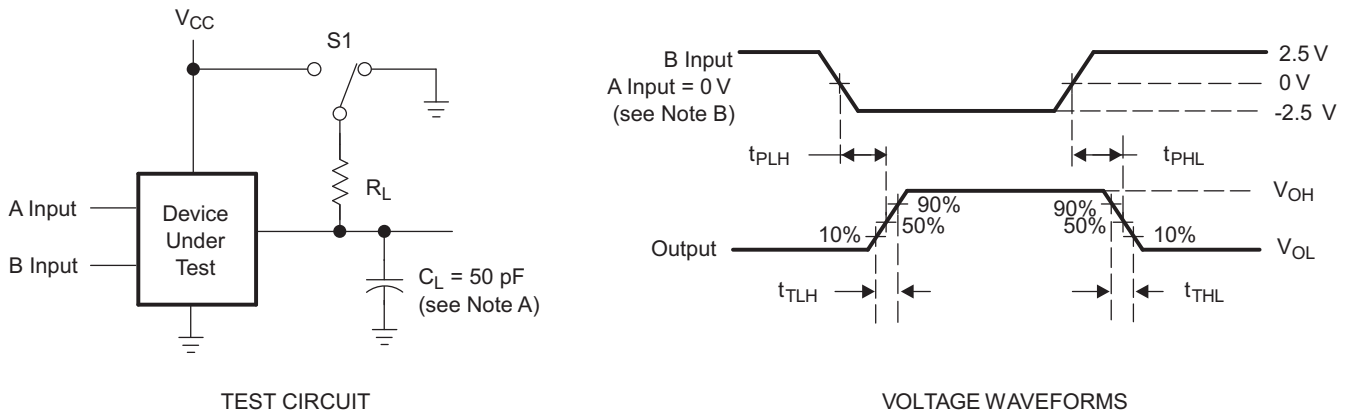 VCC
S1
RL
A Input
B Input
Device
Under
Test
CL = 50 pF
(see Note A)
TEST CIRCUIT
B Input
A Input = 0 V
(see Note B)
2.5 V
0 V
-2.5 V
tPLH
tPHL
VOH
90%
50%
10%
90%
50%
10%
Output
VOL
tTLH
tTHL
VOLTAGE WAVEFORMS